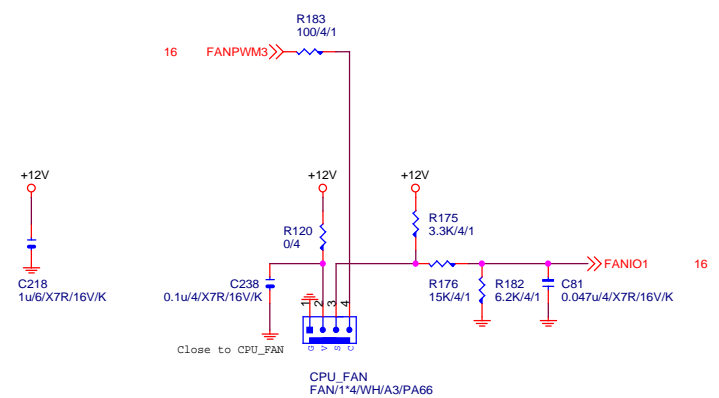 R183
100/4/1
16 FANPWM3
+12V
+12V
+12V
R120
0/4
R175
3.3K/4/1
FANIO1 16
C218
1u/6/X7R/16V/K
C238
0.1u/4/X7R/16V/K
R176
15K/4/1
R182
6.2K/4/1
C81
0.047u/4/X7R/16V/K
1 2 3 4
G V S C
Close to CPU_FAN
CPU_FAN
FAN/1*4/WH/A3/PA66